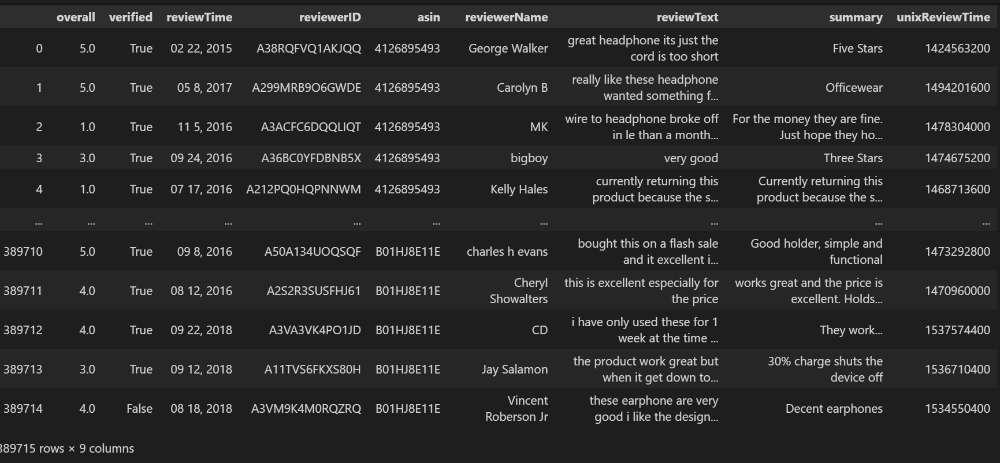 overall verified reviewTime reviewerID asin reviewerName reviewText summary unixReviewTime
0 5.0 True 02 22, 2015 A38RQFVQ1AKJQQ 4126895493 George Walker great headphone its just the cord is too short Five Stars 1424563200
1 5.0 True 05 8, 2017 A299MRB9O6GWDE 4126895493 Carolyn B really like these headphone wanted something f... Officewear 1494201600
2 1.0 True 11 5, 2016 A3ACFC6DQQLIQT 4126895493 MK wire to headphone broke off in le than a month... For the money they are fine. Just hope they ho... 1478304000
3 3.0 True 09 24, 2016 A36BC0YFDBNB5X 4126895493 bigboy very good Three Stars 1474675200
4 1.0 True 07 17, 2016 A212PQ0HQPNNWM 4126895493 Kelly Hales currently returning this product because the s... Currently returning this product because the s... 1468713600
... ... ... ... ... ... ... ... ... ...
389710 5.0 True 09 8, 2016 A50A134UOQSQF B01HJ8E11E charles h evans bought this on a flash sale and it excellent i... Good holder, simple and functional 1473292800
389711 4.0 True 08 12, 2016 A2S2R3SUSFHJ61 B01HJ8E11E Cheryl Showalters this is excellent especially for the price works great and the price is excellent. Holds... 1470960000
389712 4.0 True 09 22, 2018 A3VA3VK4PO1JD B01HJ8E11E CD i have only used these for 1 week at the time ... They work... 1537574400
389713 3.0 True 09 12, 2018 A11TVS6FKXS80H B01HJ8E11E Jay Salamon the product work great but when it get down to... 30% charge shuts the device off 1536710400
389714 4.0 False 08 18, 2018 A3VM9K4M0RQZRQ B01HJ8E11E Vincent Roberson Jr these earphone are very good i like the design... Decent earphones 1534550400
389715 rows × 9 columns